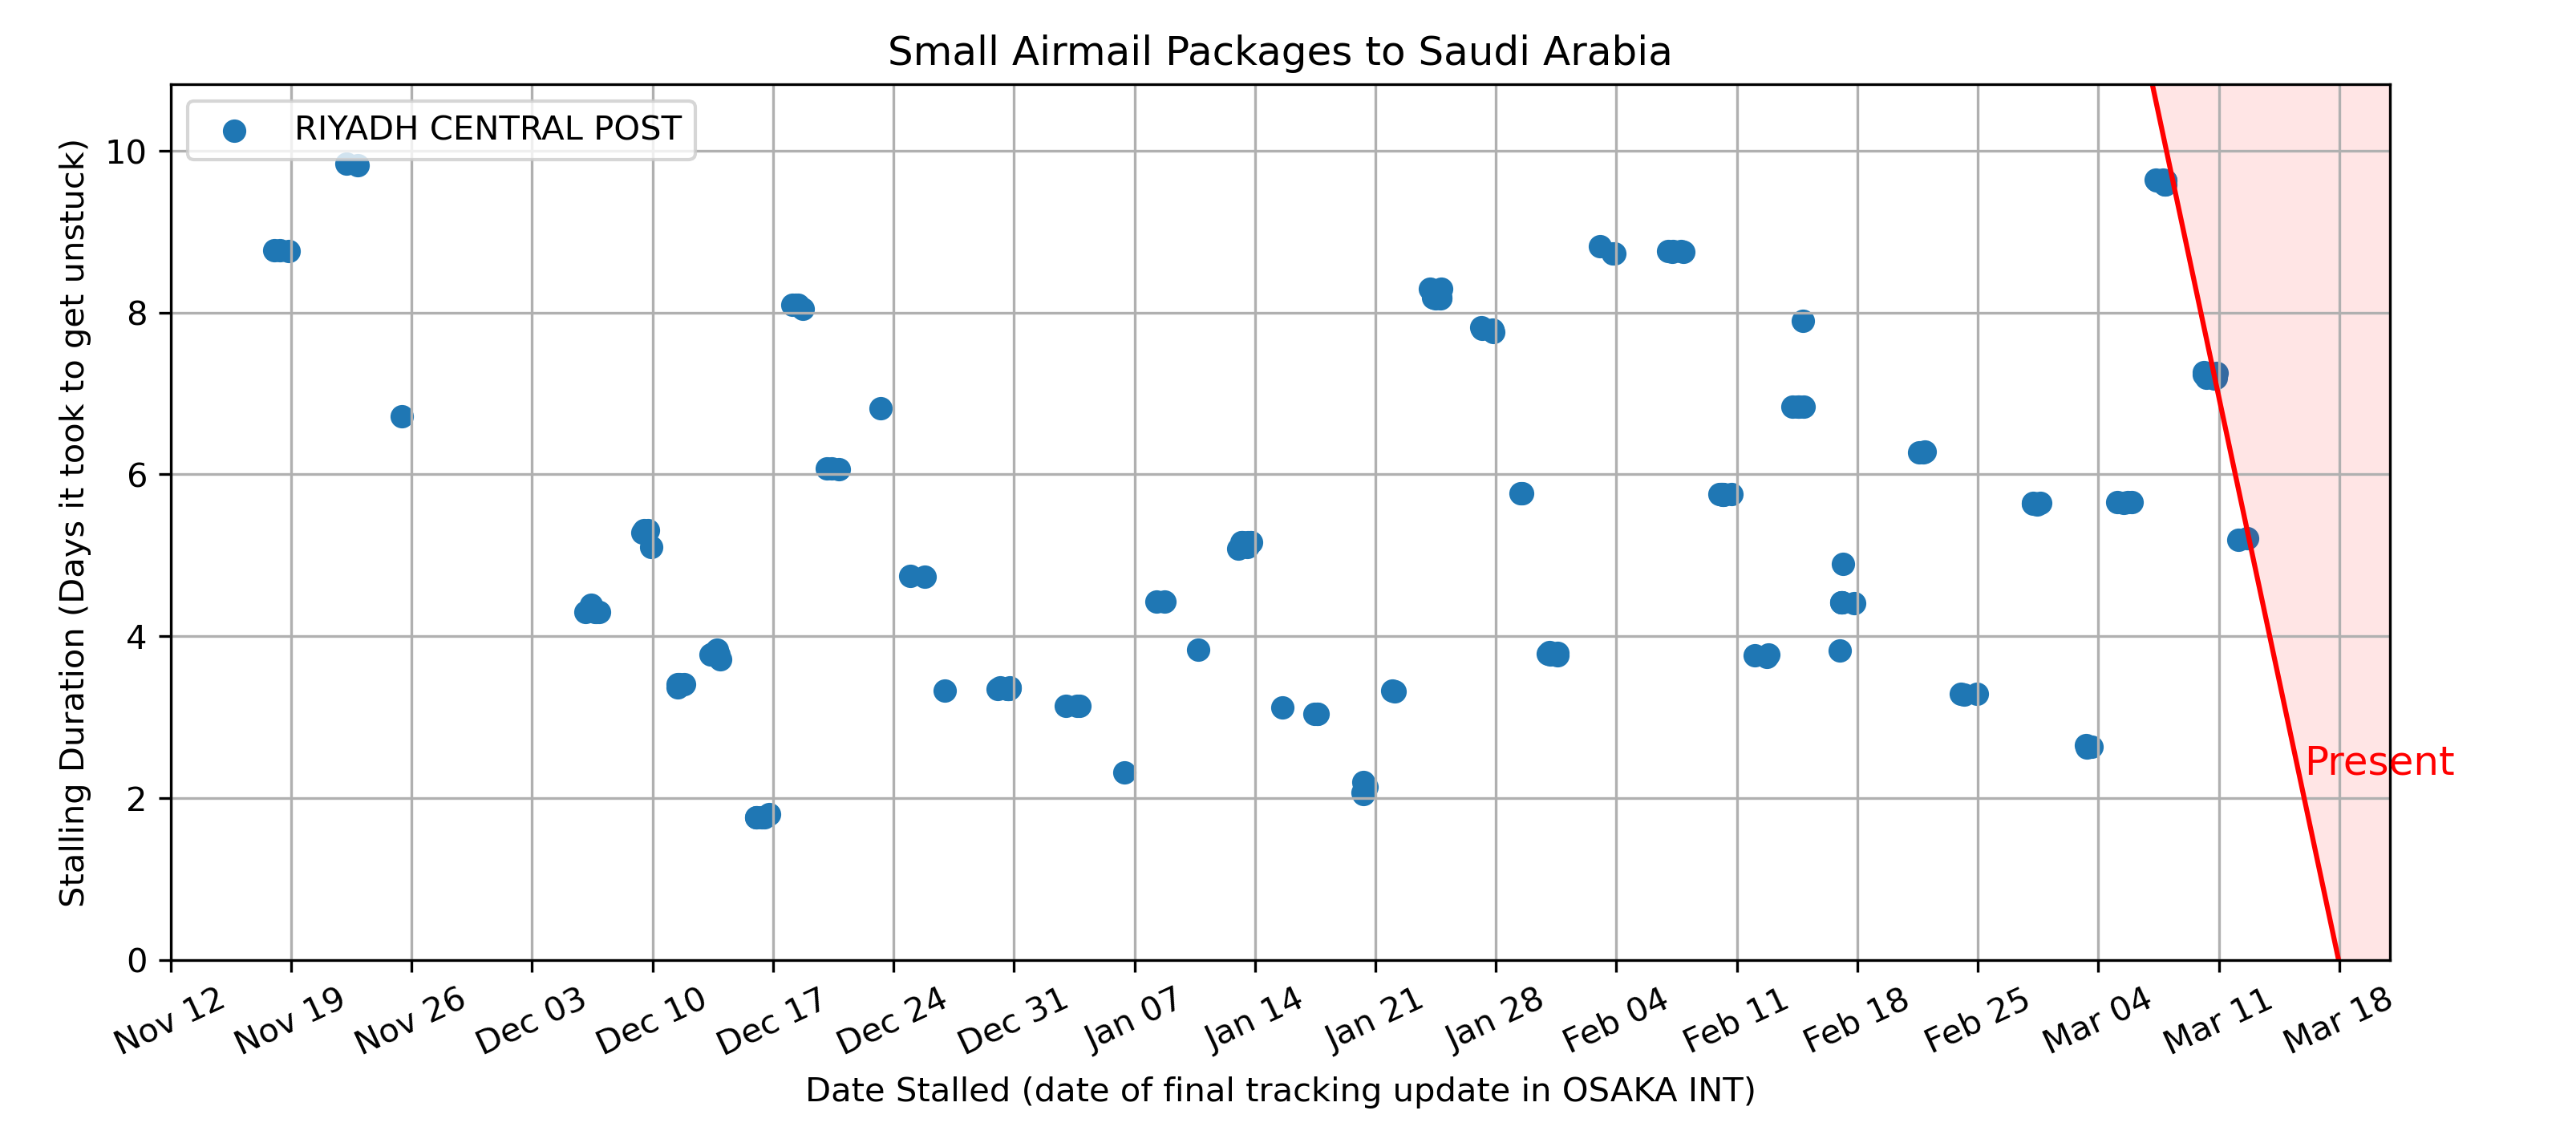 Small Airmail Packages to Saudi Arabia
RIYADH CENTRAL POST
Stalling Duration (Days it took to get unstuck)
10
8
6
4
2
0
Present
Nov 12
Nov 19
Nov 26
Dec 03
Dec 10
Dec 17
Dec 24
Dec 31
Jan 07
Jan 14
Jan 21
Jan 28
Feb 04
Feb 11
Feb 18
Feb 25
Mar 04
Mar 11
Mar 18
Date Stalled (date of final tracking update in OSAKA INT)